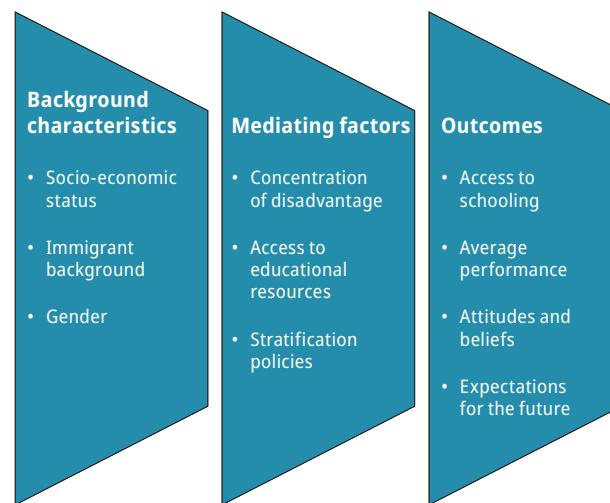 Background
characteristics
• Socio-economic
status
• Immigrant
background
• Gender
Mediating factors
• Concentration
of disadvantage
• Access to
educational
resources
• Stratification
policies
Outcomes
• Access to
schooling
• Average
performance
• Attitudes and
beliefs
• Expectations
for the future